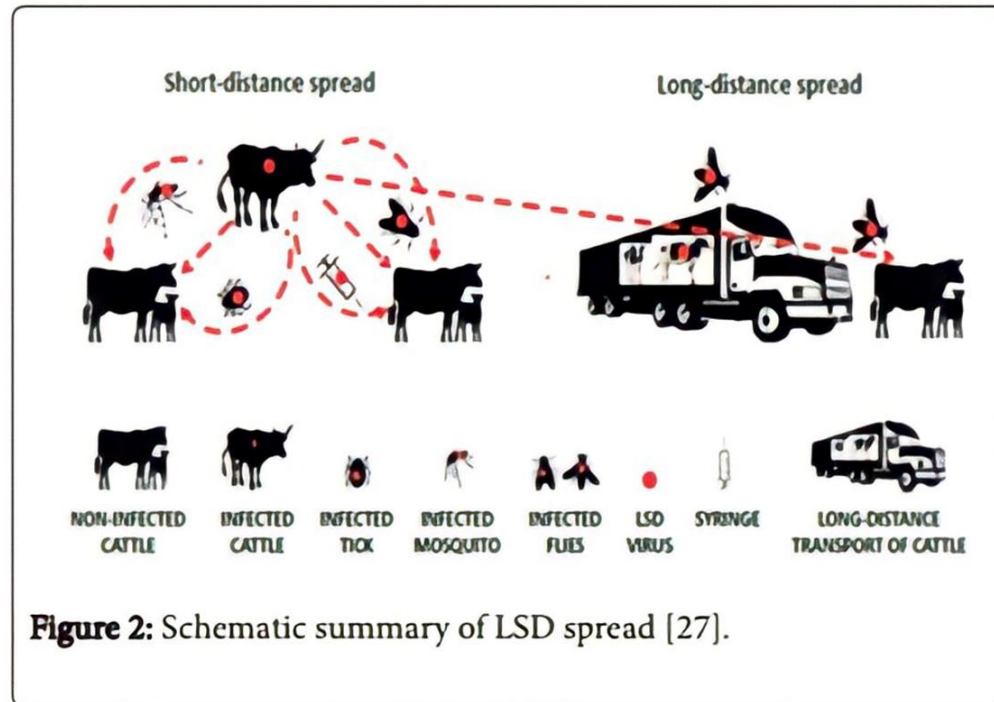 Short-distance spread
Long-distance spread
NON-INFECTED
CATTLE
INFECTED
CATTLE
INFECTED
TICK
INFECTED
MOSQUITO
INFECTED
FLIES
LSD
VIRUS
SYRINGE
LONG-DISTANCE
TRANSPORT OF CATTLE
Figure 2: Schematic summary of LSD spread [27].